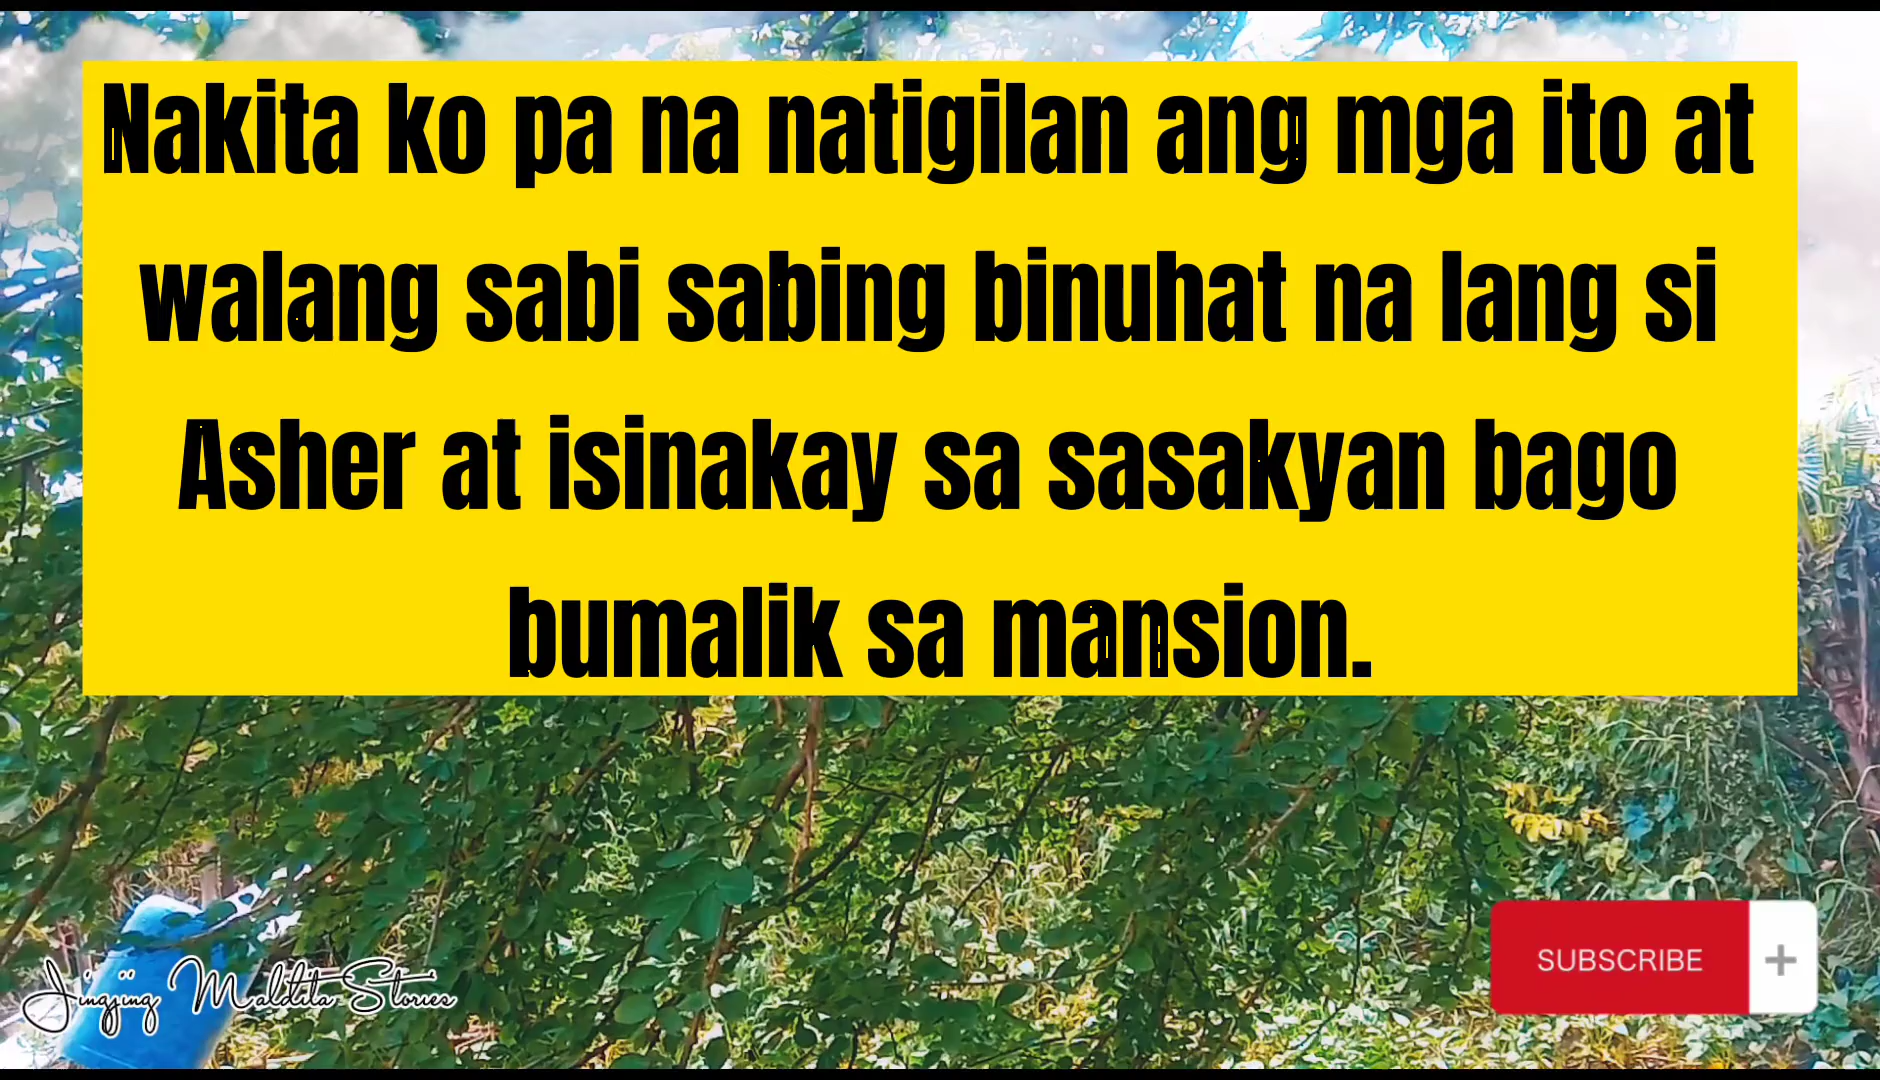 Nakita ko pa na natigilan ang mga ito at
walang sabi sabing binuhat na lang si
Asher at isinakay sa sasakyan bago
bumalik sa mansion.
Jingjing Maldita Stories
SUBSCRIBE